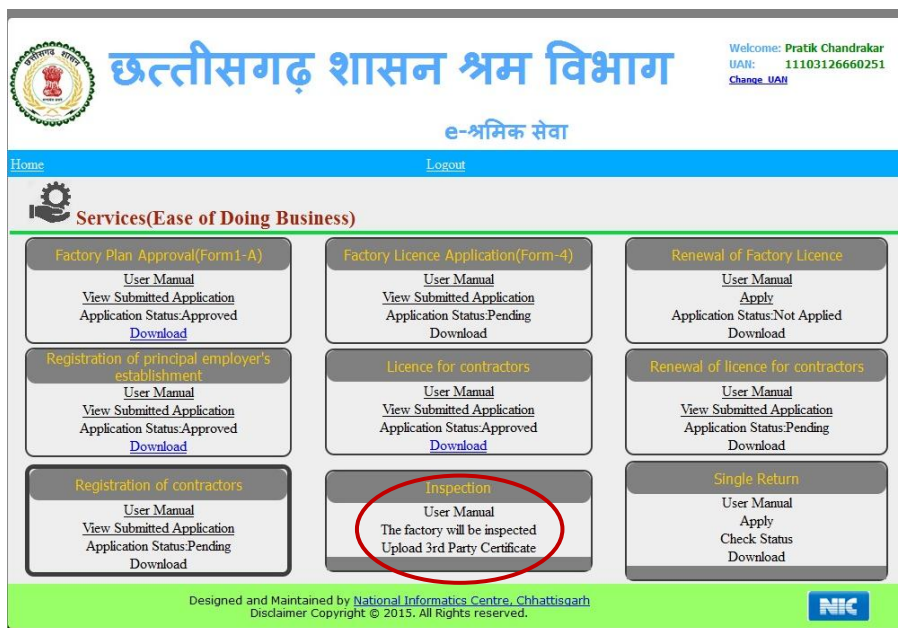 छत्तीसगढ़ शासन श्रम विभाग
Welcome: Pratik Chandrakar
UAN: 11103126660251
Change UAN
e-श्रमिक सेवा
Home
Logout
Services(Ease of Doing Business)
Factory Plan Approval(Form1-A)
User Manual
View Submitted Application
Application Status:Approved
Download
Factory Licence Application(Form-4)
User Manual
View Submitted Application
Application Status:Pending
Download
Renewal of Factory Licence
User Manual
Apply
Application Status:Not Applied
Download
Registration of principal employer's
establishment
User Manual
View Submitted Application
Application Status:Approved
Download
Licence for contractors
User Manual
View Submitted Application
Application Status:Approved
Download
Renewal of licence for contractors
User Manual
View Submitted Application
Application Status:Pending
Download
Registration of contractors
User Manual
View Submitted Application
Application Status:Pending
Download
Inspection
User Manual
The factory will be inspected
Upload 3rd Party Certificate
Single Return
User Manual
Apply
Check Status
Download
Designed and Maintained by National Informatics Centre, Chhattisgarh
Disclaimer Copyright © 2015. All Rights reserved.
NIC